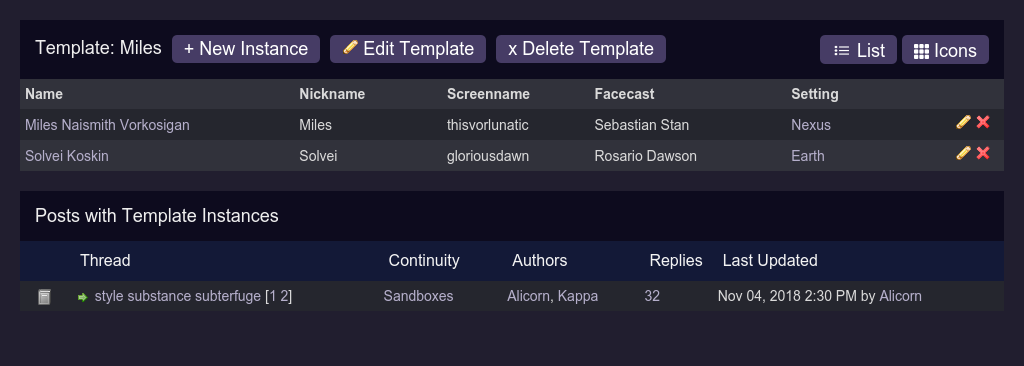 Template: Miles + New Instance Edit Template x Delete Template List Icons
Name Nickname Screenname Facecast Setting
Miles Naismith Vorkosigan Miles thisvorlunatic Sebastian Stan Nexus
Solvei Koskin Solvei gloriousdawn Rosario Dawson Earth
Posts with Template Instances
Thread Continuity Authors Replies Last Updated
style substance subterfuge [1 2] Sandboxes Alicorn, Kappa 32 Nov 04, 2018 2:30 PM by Alicorn